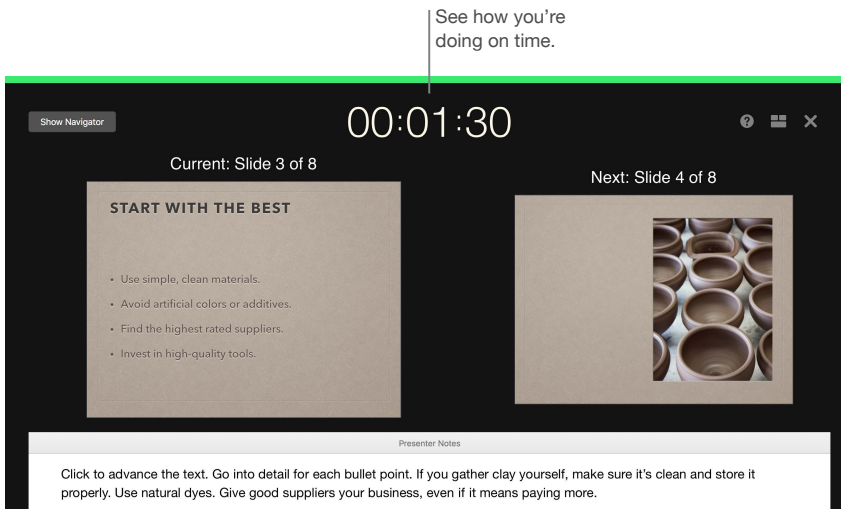 See how you’re
doing on time.
Show Navigator
00:01:30
Current: Slide 3 of 8
Next: Slide 4 of 8
START WITH THE BEST
• Use simple, clean materials.
• Avoid artificial colors or additives.
• Find the highest rated suppliers.
• Invest in high-quality tools.
Presenter Notes
Click to advance the text. Go into detail for each bullet point. If you gather clay yourself, make sure it’s clean and store it
properly. Use natural dyes. Give good suppliers your business, even if it means paying more.